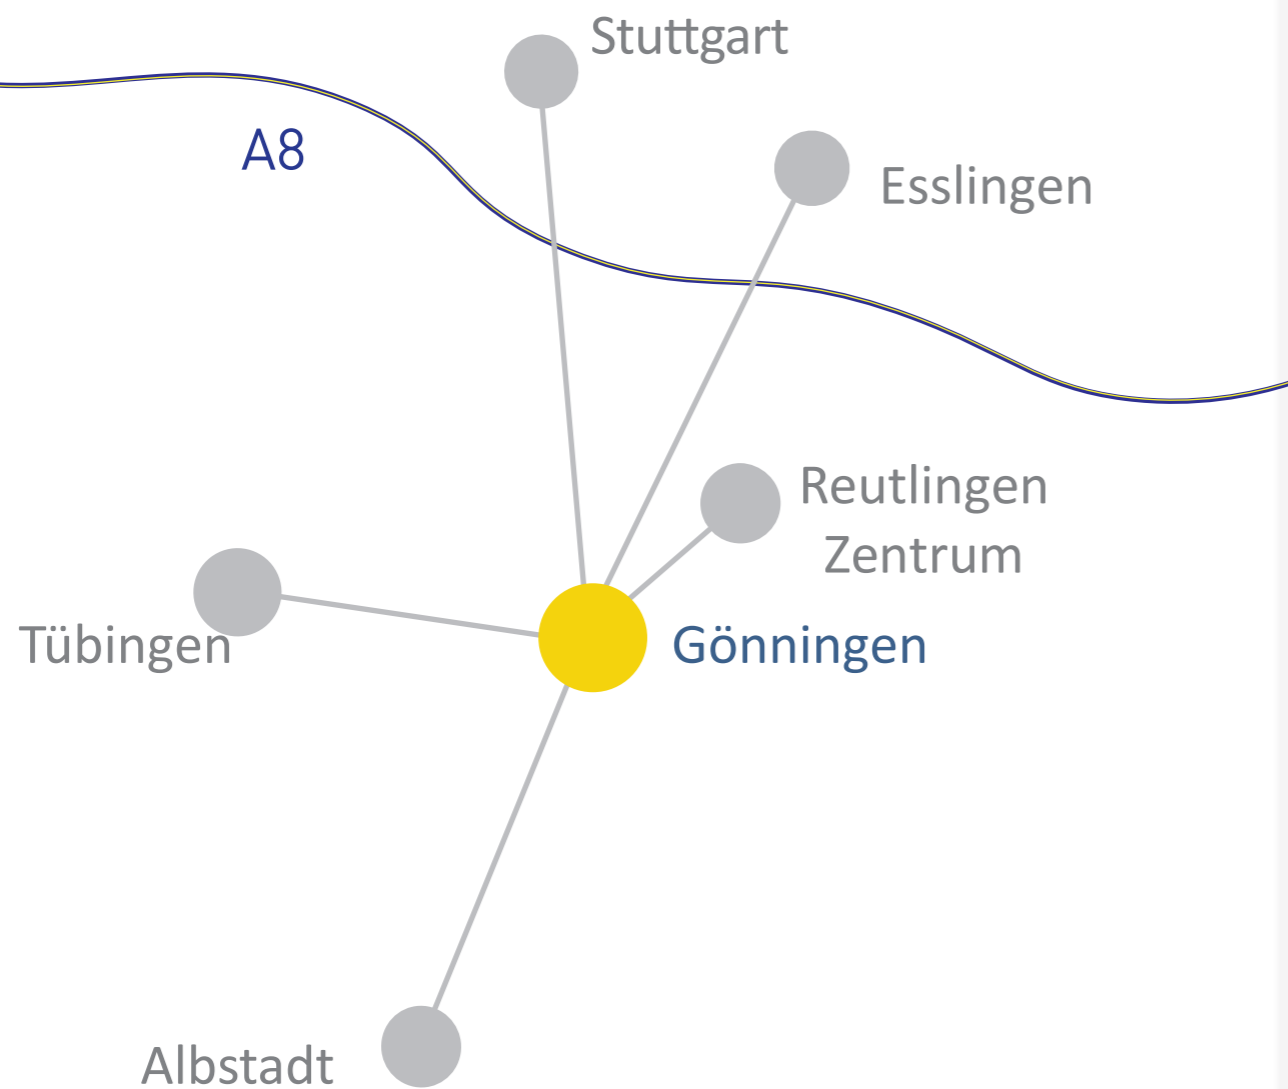 Stuttgart
A8
Esslingen
Reutlingen
Zentrum
Tübingen
Gönningen
Albstadt